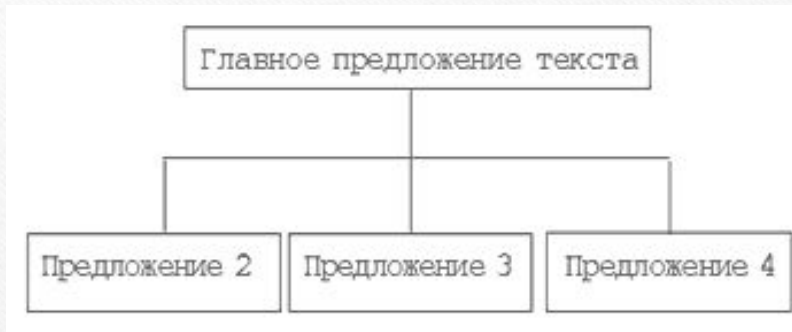 Главное предложение текста
Предложение 2
Предложение 3
Предложение 4